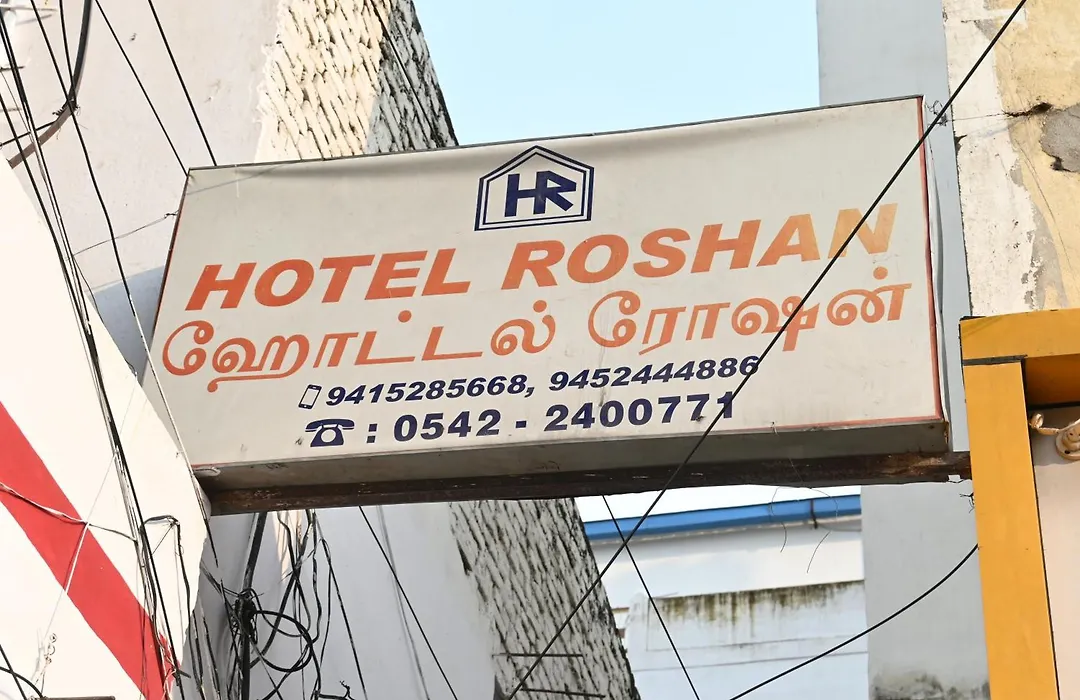 HR
HOTEL ROSHAN
ஹோட்டல் ரோஷன்
9415285668, 9452444886
: 0542 - 2400771